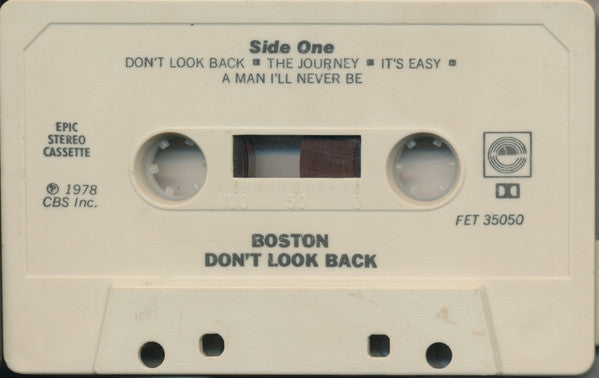 Side One
DON'T LOOK BACK ▪ THE JOURNEY ▪ IT'S EASY ▪
A MAN I'LL NEVER BE
EPIC
STEREO
CASSETTE
℗ 1978
CBS Inc.
100 50 0
FET 35050
BOSTON
DON'T LOOK BACK